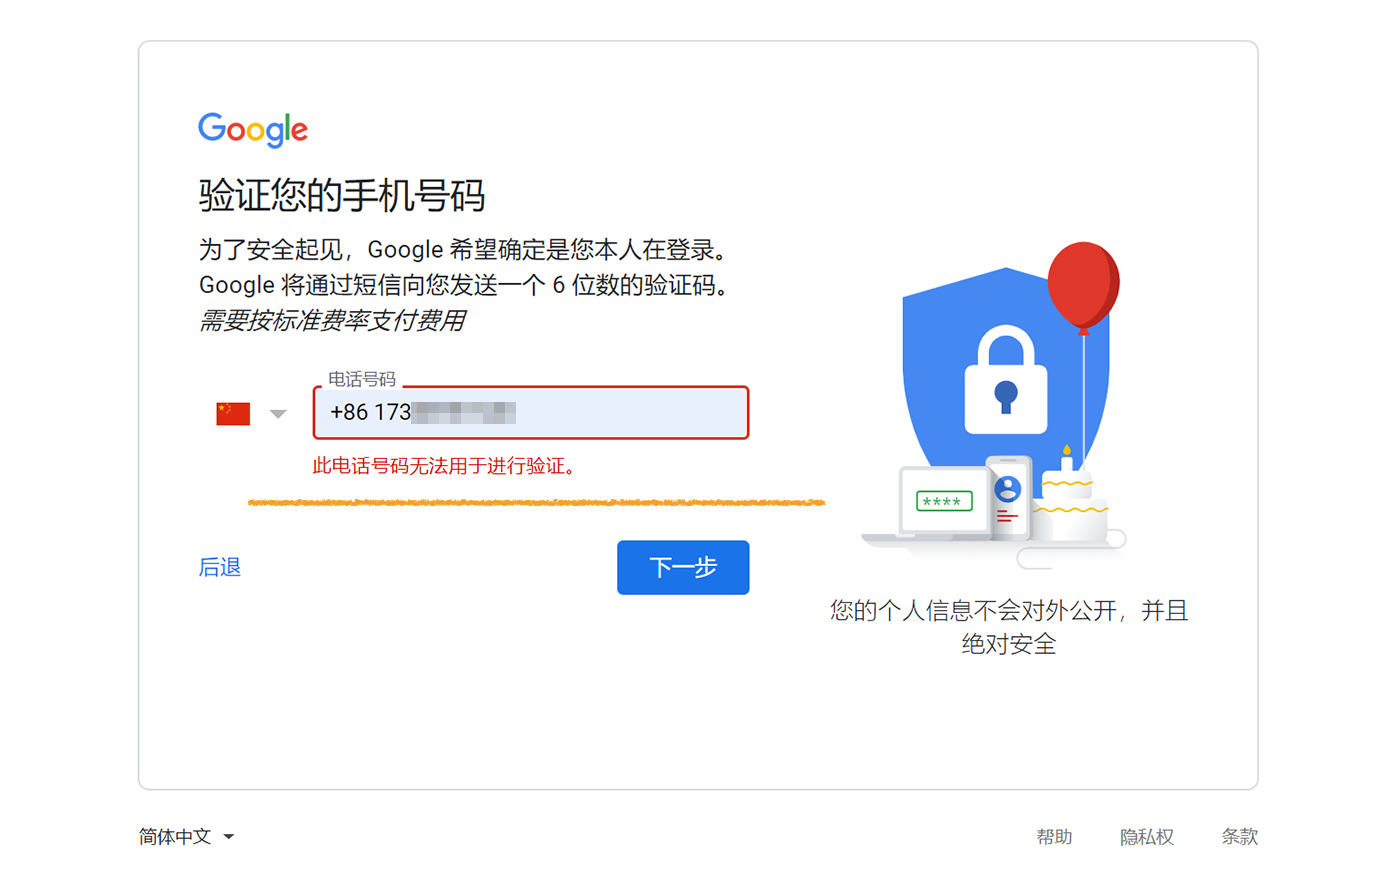 Google
验证您的手机号码
为了安全起见，Google 希望确定是您本人在登录。
Google 将通过短信向您发送一个 6 位数的验证码。
需要按标准费率支付费用
电话号码
+86 173
此电话号码无法用于进行验证。
****
后退
下一步
您的个人信息不会对外公开，并且
绝对安全
简体中文
帮助
隐私权
条款